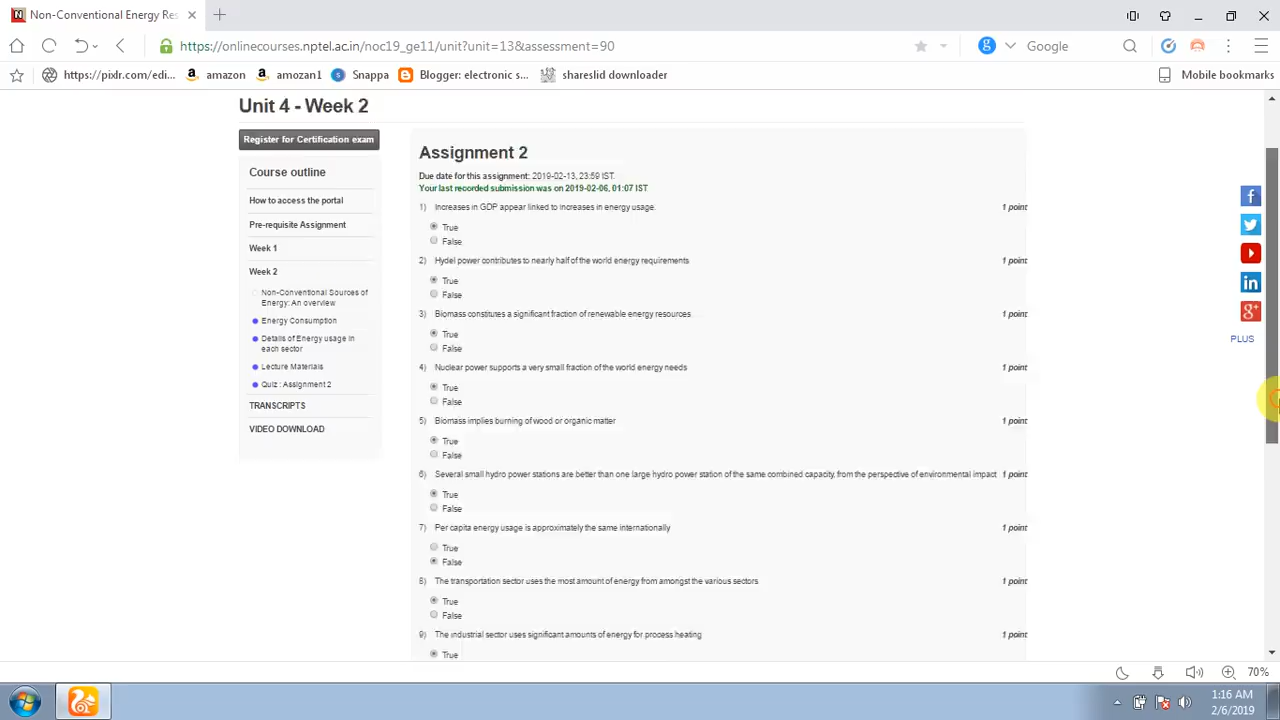 Non-Conventional Energy Res
https://onlinecourses.nptel.ac.in/noc19_ge11/unit?unit=13&assessment=90
Google
https://pixlr.com/edi...
amazon
amozan1
Snappa
Blogger: electronic s...
shareslid downloader
Mobile bookmarks
Unit 4 - Week 2
Register for Certification exam
Course outline
How to access the portal
Pre-requisite Assignment
Week 1
Week 2
Non-Conventional Sources of
Energy: An overview
Energy Consumption
Details of Energy usage in
each sector
Lecture Materials
Quiz : Assignment 2
TRANSCRIPTS
VIDEO DOWNLOAD
Assignment 2
Due date for this assignment: 2019-02-13, 23:59 IST.
Your last recorded submission was on 2019-02-06, 01:07 IST
1) Increases in GDP appear linked to increases in energy usage. 1 point
True
False
2) Hydel power contributes to nearly half of the world energy requirements 1 point
True
False
3) Biomass constitutes a significant fraction of renewable energy resources. 1 point
True
False
4) Nuclear power supports a very small fraction of the world energy needs 1 point
True
False
5) Biomass implies burning of wood or organic matter 1 point
True
False
6) Several small hydro power stations are better than one large hydro power station of the same combined capacity, from the perspective of environmental impact 1 point
True
False
7) Per capita energy usage is approximately the same internationally 1 point
True
False
8) The transportation sector uses the most amount of energy from amongst the various sectors 1 point
True
False
9) The industrial sector uses significant amounts of energy for process heating 1 point
True
PLUS
70%
1:16 AM
2/6/2019